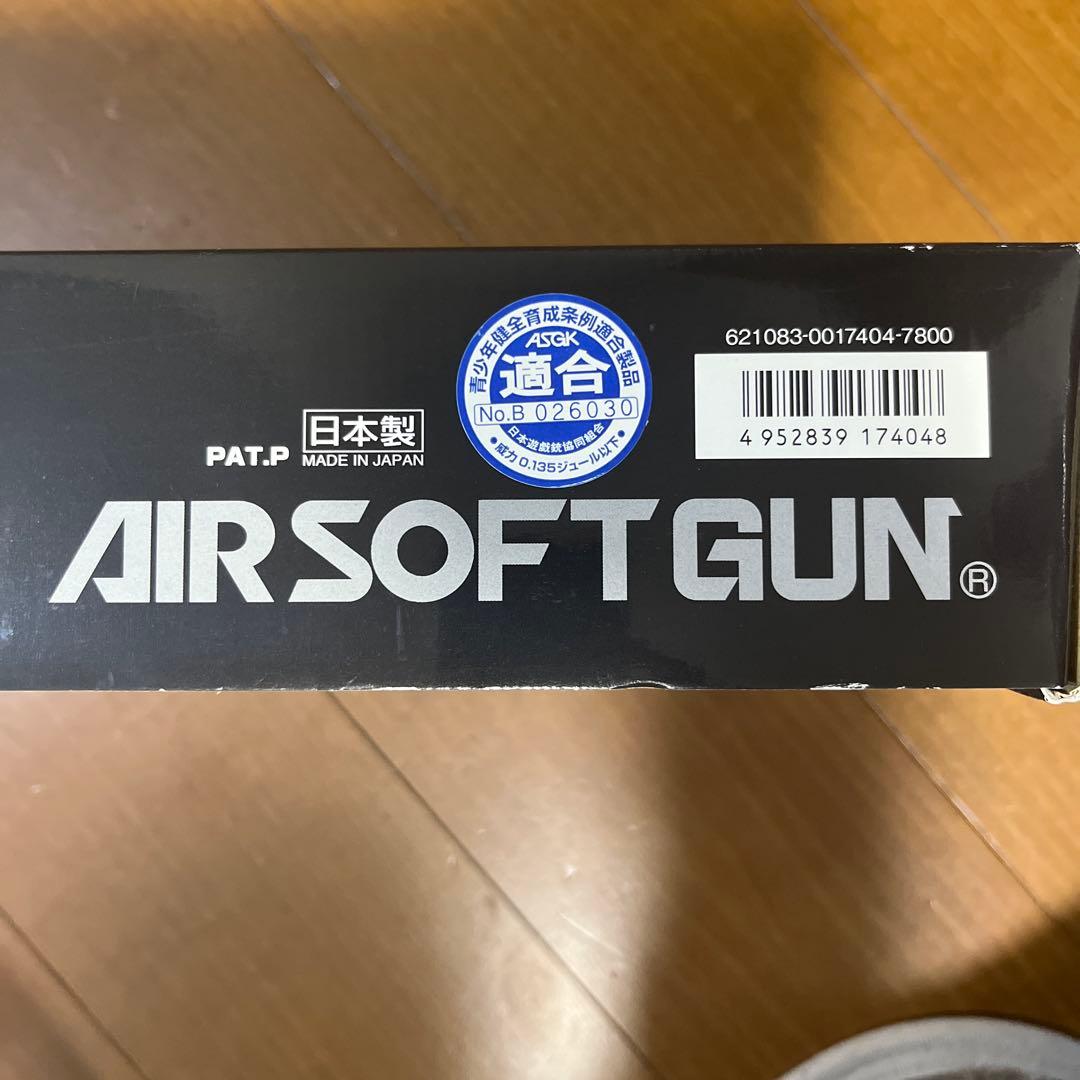 青少年健全育成条例適合製品
ASGK
適合
No.B 026030
日本遊戯銃協同組合
・威力0.135ジュール以下・
621083-0017404-7800
4 952839 174048
PAT.P
日本製
MADE IN JAPAN
AIRSOFT GUN®